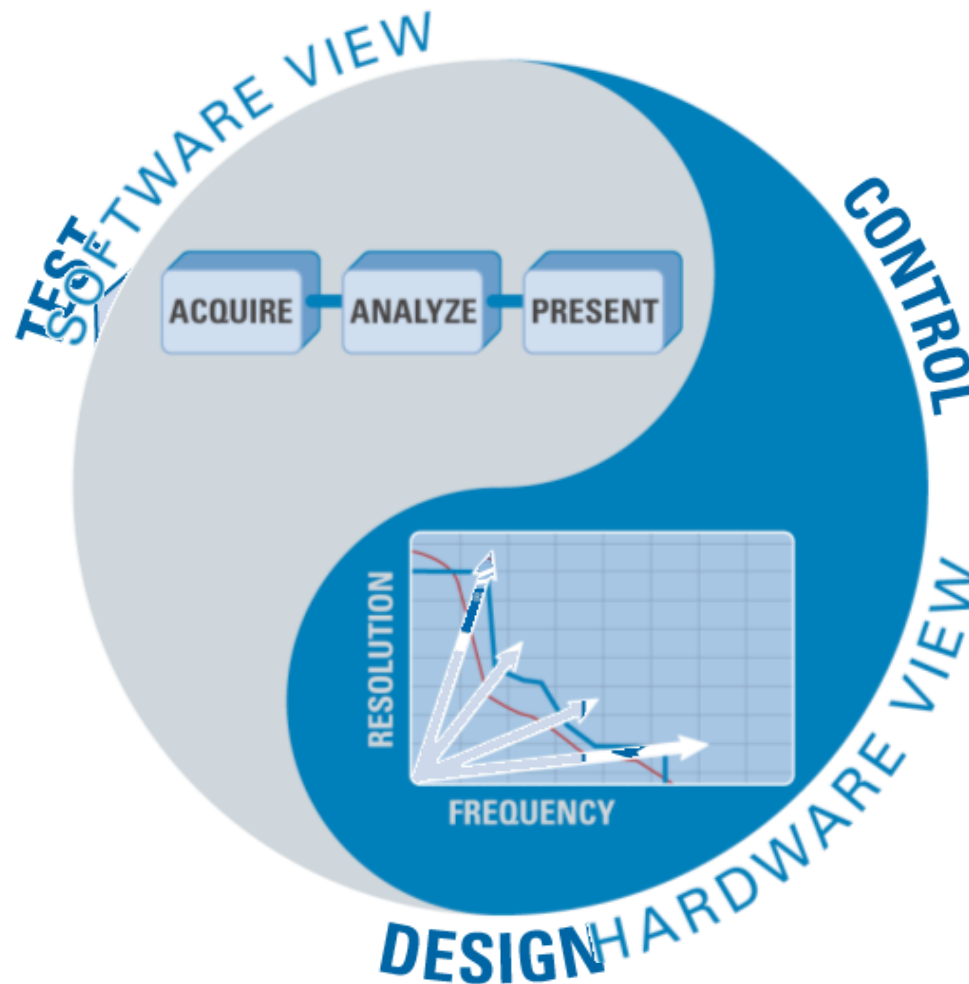 SOFTWARE VIEW
TEST
CONTROL
ACQUIRE
ANALYZE
PRESENT
RESOLUTION
FREQUENCY
HARDWARE VIEW
DESIGN